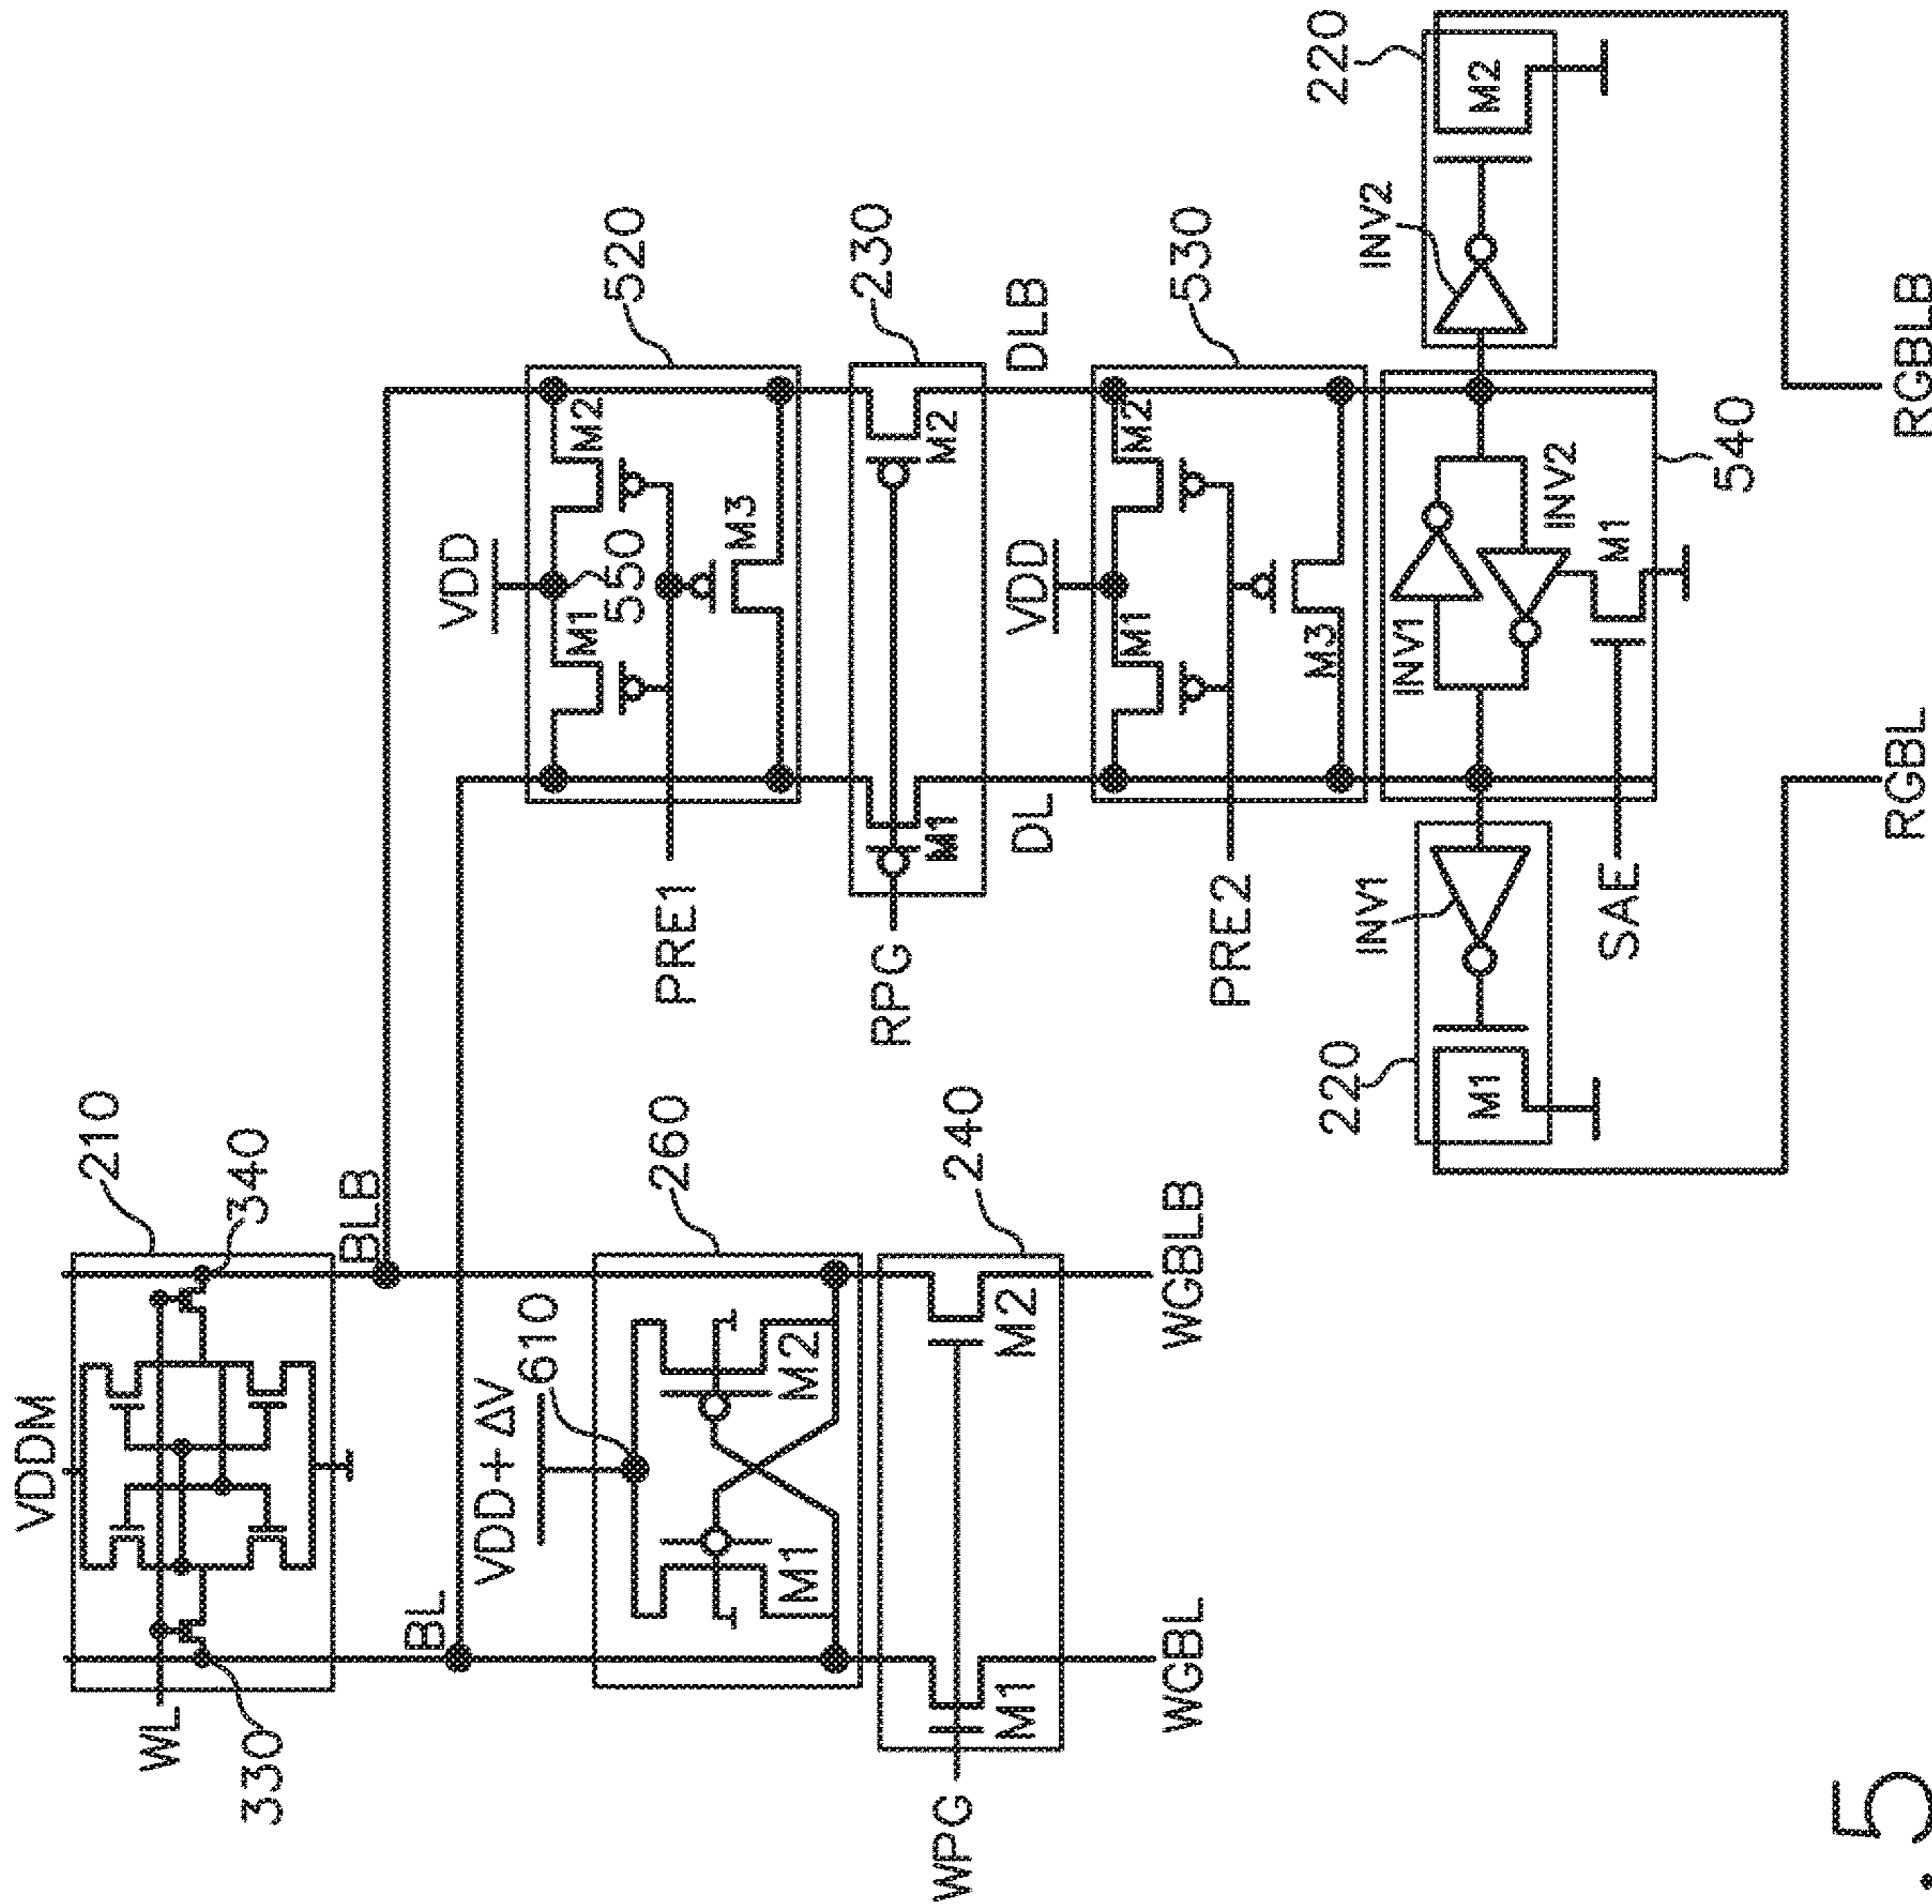 VDDM
210
WL
330
340
BL
BLB
VDD+ΔV
610
260
M1
M2
240
WPG
M1
M2
WGBL
WGBLB
VDD
520
M1
M2
550
M3
PRE1
230
RPG
M1
M2
DL
DLB
VDD
530
M1
M2
M3
PRE2
220
INV1
M1
INV1
INV2
M1
540
SAE
220
INV2
M2
RGBL
RGBLB
. 5